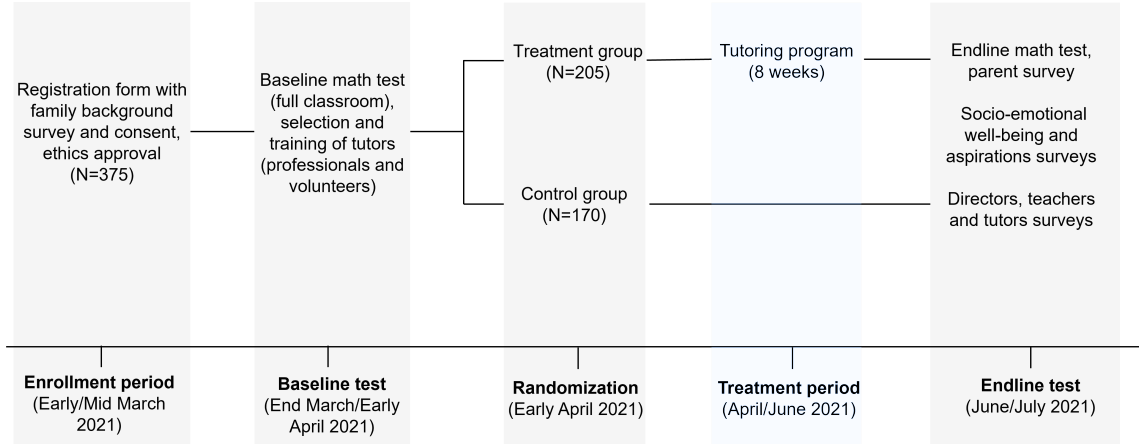 Registration form with
family background
survey and consent,
ethics approval
(N=375)
Baseline math test
(full classroom),
selection and
training of tutors
(professionals and
volunteers)
Treatment group
(N=205)
Control group
(N=170)
Tutoring program
(8 weeks)
Endline math test,
parent survey
Socio-emotional
well-being and
aspirations surveys
Directors, teachers
and tutors surveys
Enrollment period
(Early/Mid March
2021)
Baseline test
(End March/Early
April 2021)
Randomization
(Early April 2021)
Treatment period
(April/June 2021)
Endline test
(June/July 2021)